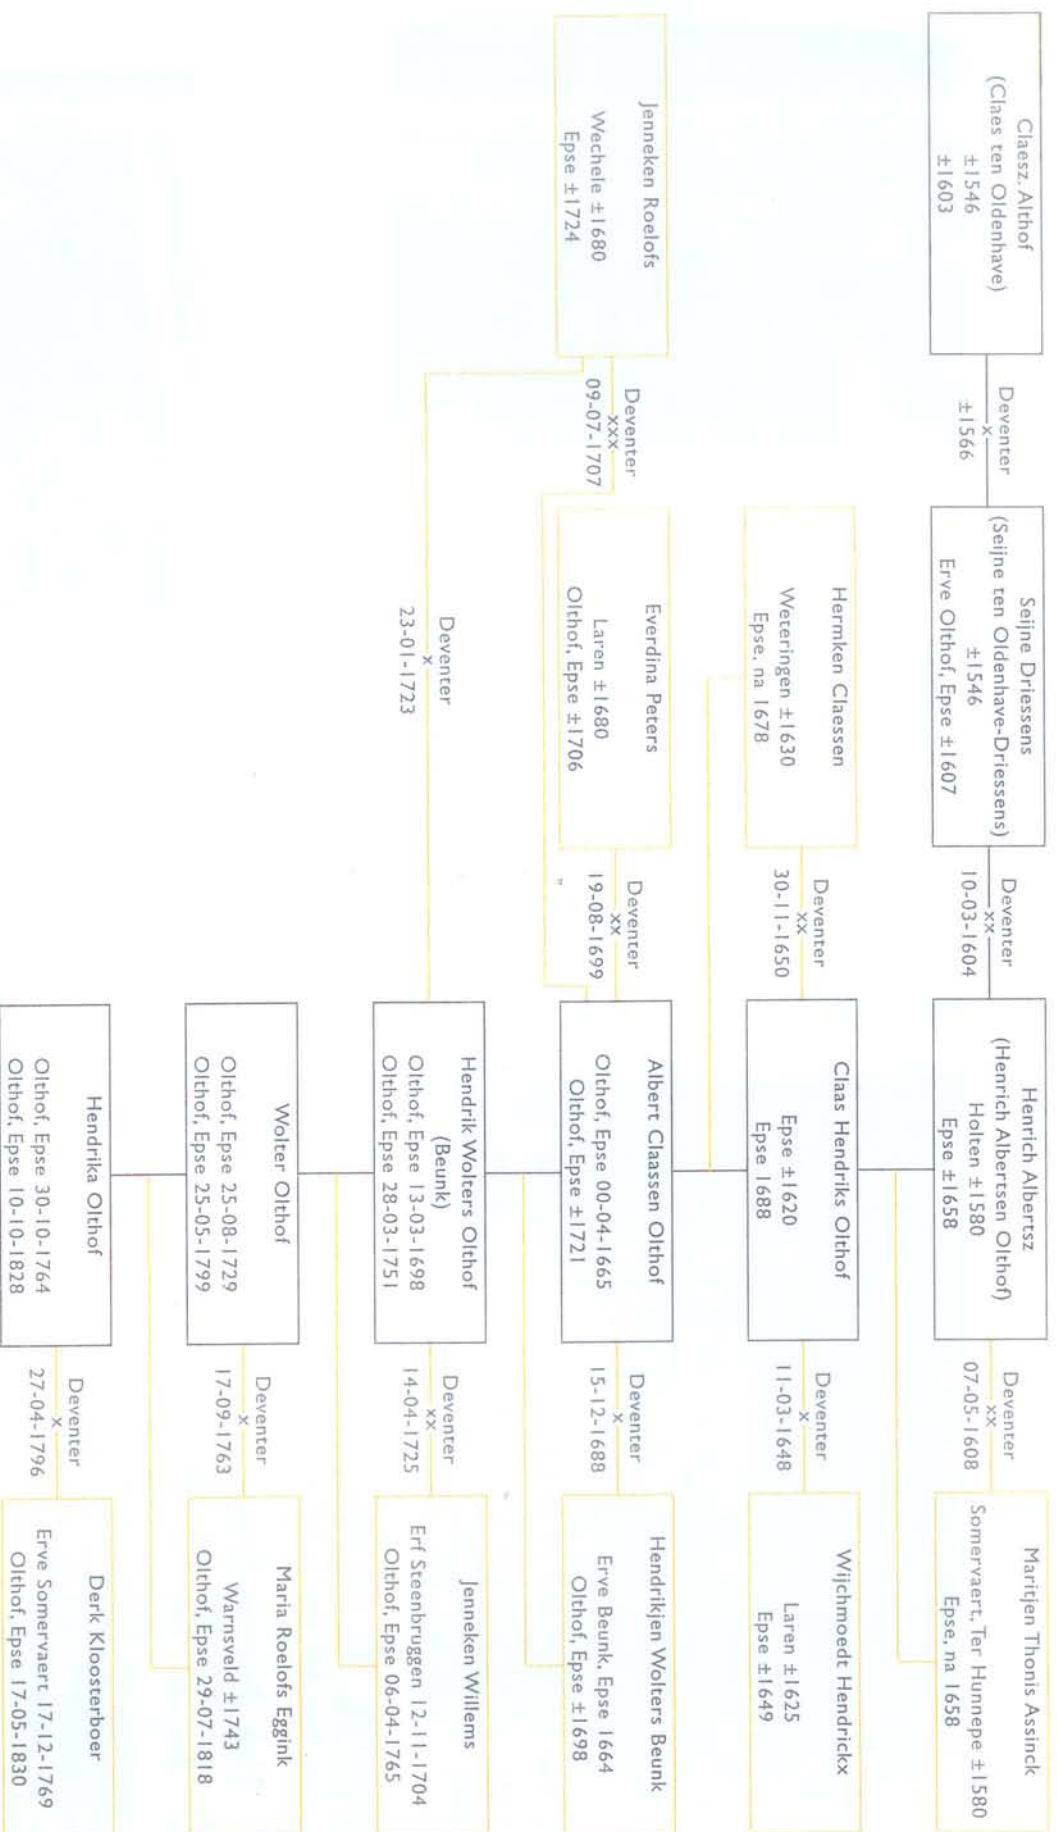 Claesz. Althof
(Claes ten Oldenhave)
±1546
±1603
Deventer
x
±1566
Seijne Driessens
(Seijne ten Oldenhave-Driessens)
±1546
Erve Olthof, Epse ±1607
Deventer
xx
10-03-1604
Henrich Albertsz
(Henrich Albertsen Olthof)
Holten ±1580
Epse ±1658
Deventer
xx
07-05-1608
Maritjen Thonis Assinck
Somervaert, Ter Hunnepe ±1580
Epse, na 1658
Hermken Claessen
Weteringen ±1630
Epse, na 1678
Deventer
xx
30-11-1650
Claas Hendriks Olthof
Epse ±1620
Epse 1688
Deventer
x
11-03-1648
Wijchmoedt Hendrickx
Laren ±1625
Epse ±1649
Jenneken Roelofs
Wechele ±1680
Epse ±1724
Deventer
xxx
09-07-1707
Everdina Peters
Laren ±1680
Olthof, Epse ±1706
Deventer
xx
19-08-1699
Albert Claassen Olthof
Olthof, Epse 00-04-1665
Olthof, Epse ±1721
Deventer
x
15-12-1688
Hendrikjen Wolters Beunk
Erve Beunk, Epse 1664
Olthof, Epse ±1698
Deventer
x
23-01-1723
Hendrik Wolters Olthof
(Beunk)
Olthof, Epse 13-03-1698
Olthof, Epse 28-03-1751
Deventer
xx
14-04-1725
Jenneken Willems
Erf Steenbruggen 12-11-1704
Olthof, Epse 06-04-1765
Wolter Olthof
Olthof, Epse 25-08-1729
Olthof, Epse 25-05-1799
Deventer
x
17-09-1763
Maria Roelofs Eggink
Warnsveld ±1743
Olthof, Epse 29-07-1818
Hendrika Olthof
Olthof, Epse 30-10-1764
Olthof, Epse 10-10-1828
Deventer
x
27-04-1796
Derk Kloosterboer
Erve Somervaert 17-12-1769
Olthof, Epse 17-05-1830